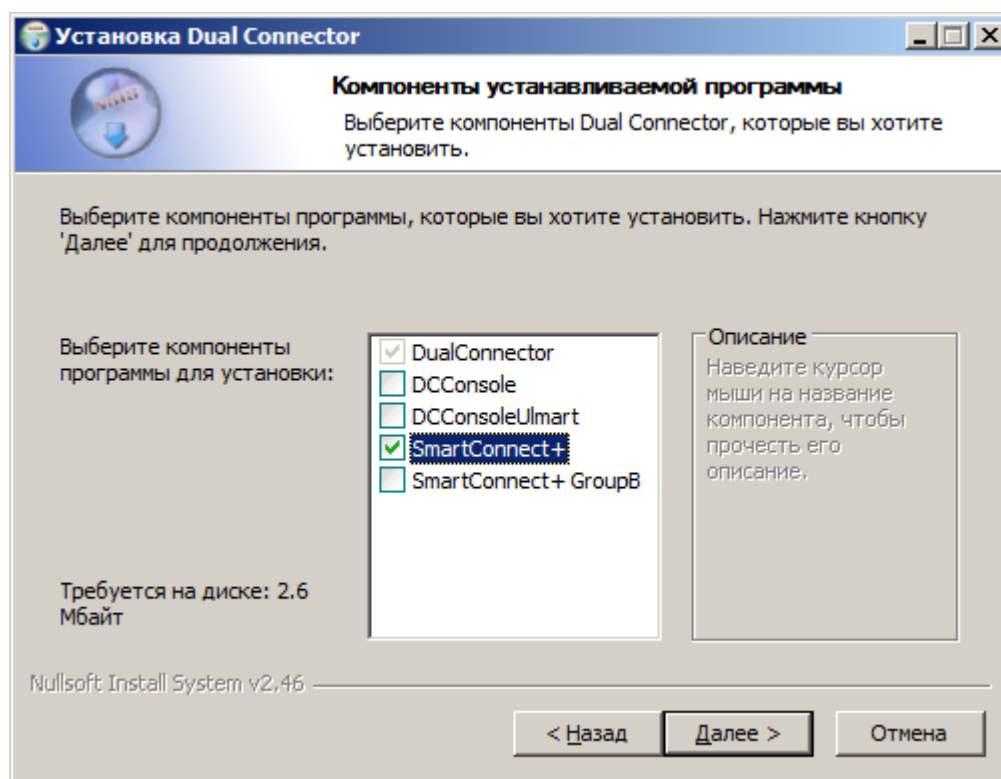 Установка Dual Connector
Компоненты устанавливаемой программы
Выберите компоненты Dual Connector, которые вы хотите
установить.
Выберите компоненты программы, которые вы хотите установить. Нажмите кнопку
'Далее' для продолжения.
Выберите компоненты
программы для установки:
DualConnector
DCConsole
DCConsoleUlmart
SmartConnect+
SmartConnect+ GroupB
Описание
Наведите курсор
мыши на название
компонента, чтобы
прочесть его
описание.
Требуется на диске: 2.6
Мбайт
Nullsoft Install System v2.46
< Назад
Далее >
Отмена